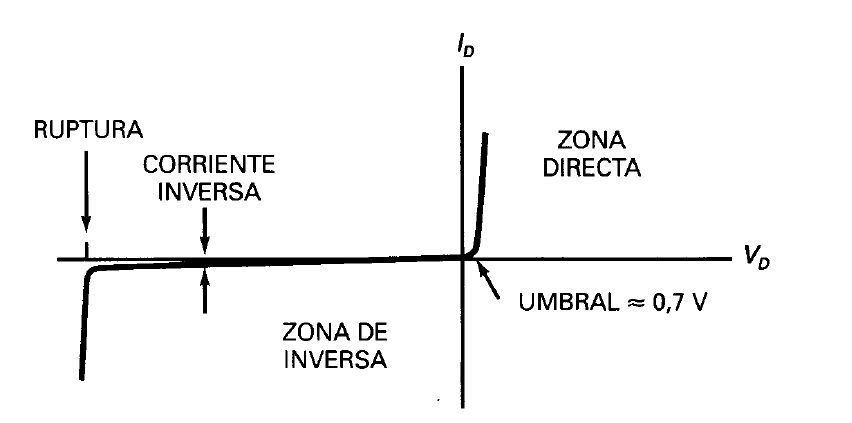 I_D
RUPTURA
CORRIENTE
INVERSA
ZONA
DIRECTA
V_D
UMBRAL ≈ 0,7 V
ZONA DE
INVERSA